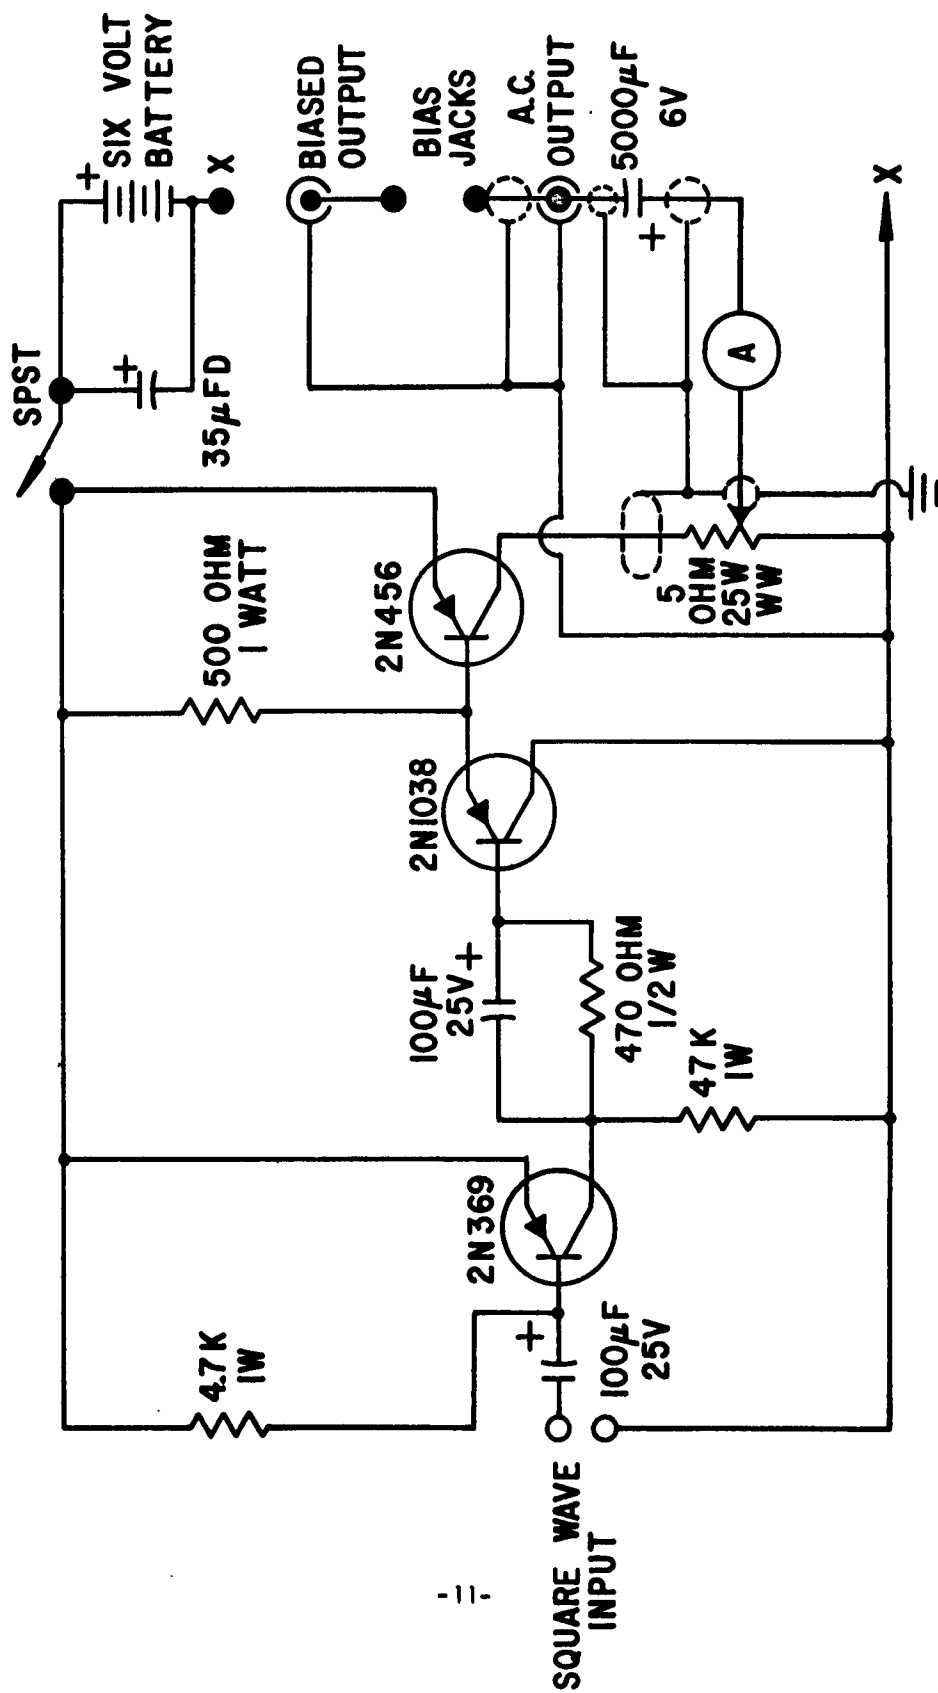 SPST
SIX VOLT
BATTERY
+
+
X
35µFD
4.7K
1W
500 OHM
1 WATT
BIASED
OUTPUT
2N456
BIAS
JACKS
2N1038
100µF
25V
+
2N369
A.C.
OUTPUT
+
SQUARE WAVE
INPUT
100µF
25V
470 OHM
1/2 W
5000µF
6V
+
47K
1W
5
OHM
25W
WW
A
X
-11-